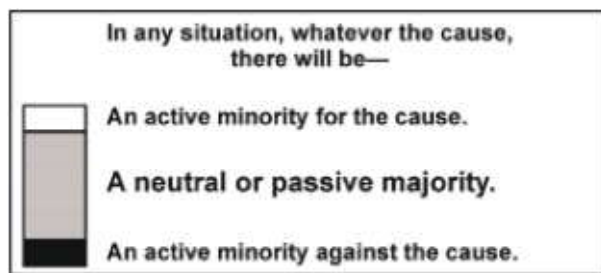 In any situation, whatever the cause,
there will be—
An active minority for the cause.
A neutral or passive majority.
An active minority against the cause.